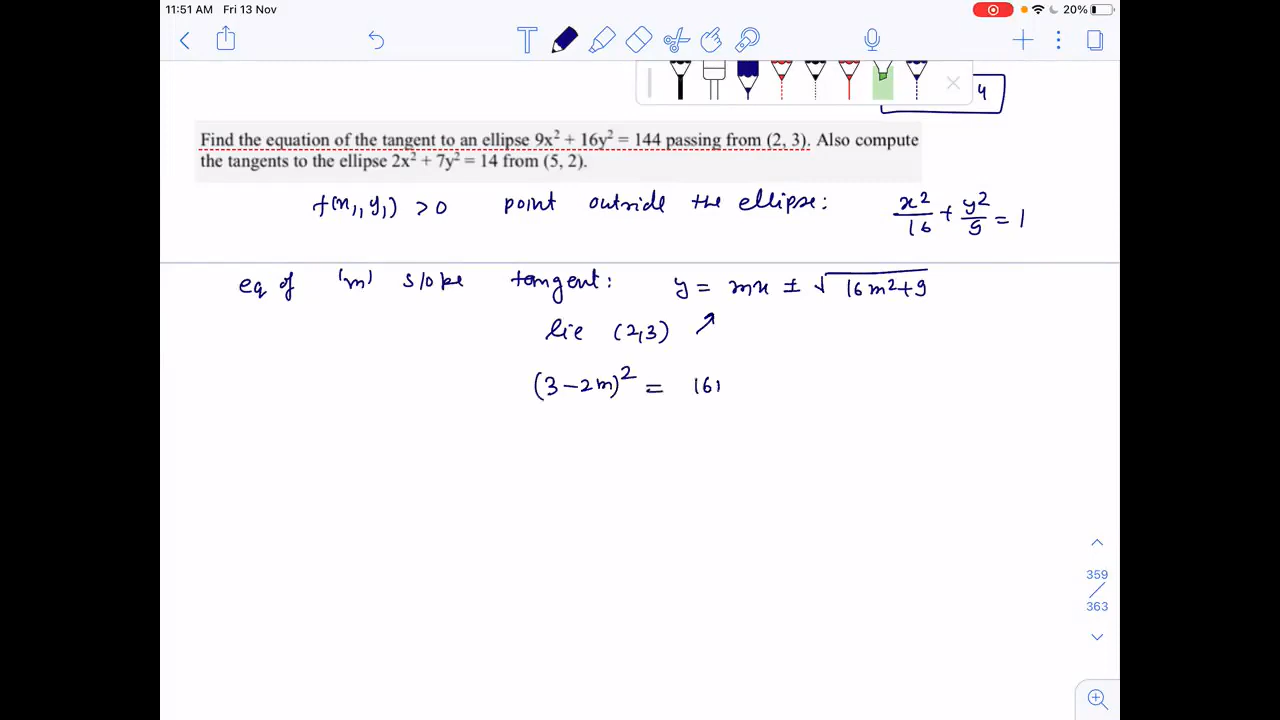 11:51 AM Fri 13 Nov
20%
T
4
Find the equation of the tangent to an ellipse 9x² + 16y² = 144 passing from (2, 3). Also compute
the tangents to the ellipse 2x² + 7y² = 14 from (5, 2).
f(x₁, y₁) > 0 point outside the ellipse: x²/16 + y²/9 = 1
eq of 'm' slope tangent: y = mx ± √16m²+9
lie (2,3) ↗
(3-2m)² = 16
359
/
363